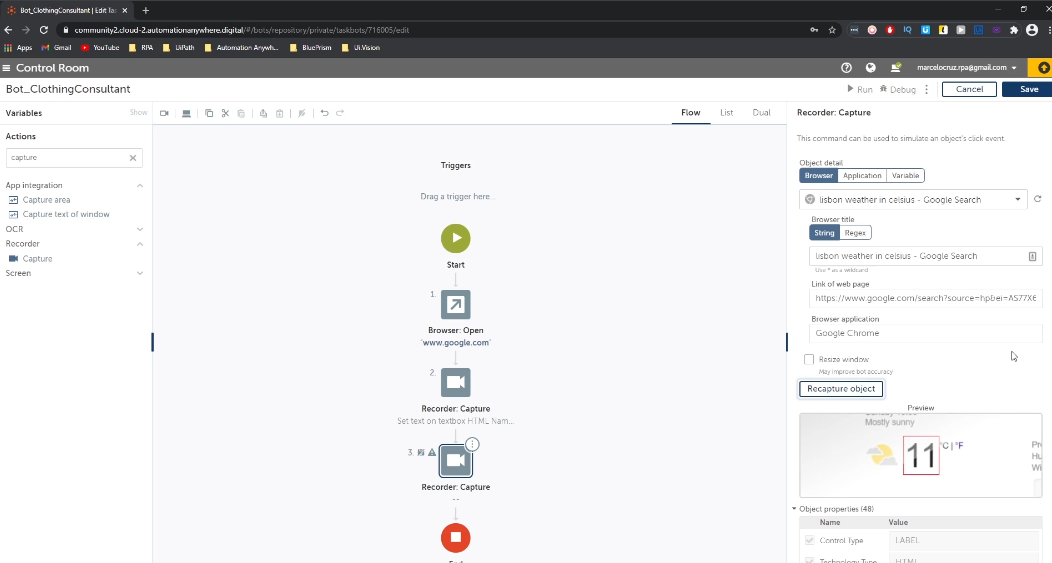 Bot_ClothingConsultant | Edit Tas
community2.cloud-2.automationanywhere.digital/#/bots/repository/private/taskbots/716005/edit
Apps Gmail YouTube RPA UiPath Automation Anywh... BluePrism Ui.Vision
Control Room
marcelocruz.rpa@gmail.com
Bot_ClothingConsultant
Run Debug Cancel Save
Variables Show
Flow List Dual
Recorder: Capture
Actions
This command can be used to simulate an object's click event.
capture
Triggers
Object detail
Browser Application Variable
App integration
Capture area
Capture text of window
OCR
Recorder
Capture
Screen
Drag a trigger here...
lisbon weather in celsius - Google Search
Browser title
String Regex
lisbon weather in celsius - Google Search
Use * as a wildcard
Start
Link of web page
https://www.google.com/search?source=hp&ei=AS77X6
1.
Browser: Open
'www.google.com'
Browser application
Google Chrome
Resize window
May improve bot accuracy
2.
Recorder: Capture
Set text on textbox HTML Nam...
Recapture object
Preview
Mostly sunny
11 °C | °F
3.
Recorder: Capture
--
Object properties (48)
Name Value
Control Type LABEL
Technology Type HTML